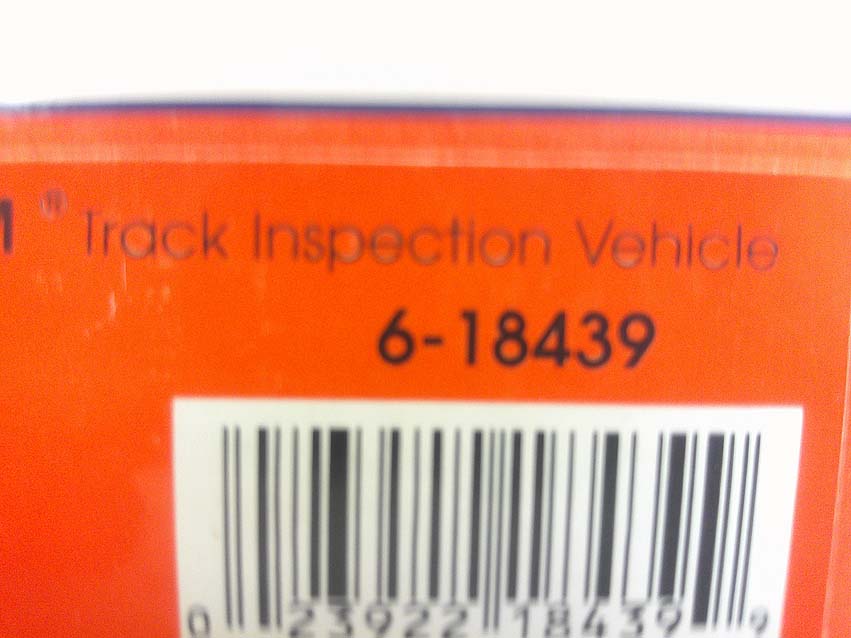 M® Track Inspection Vehicle
6-18439
0 23922 18439 9